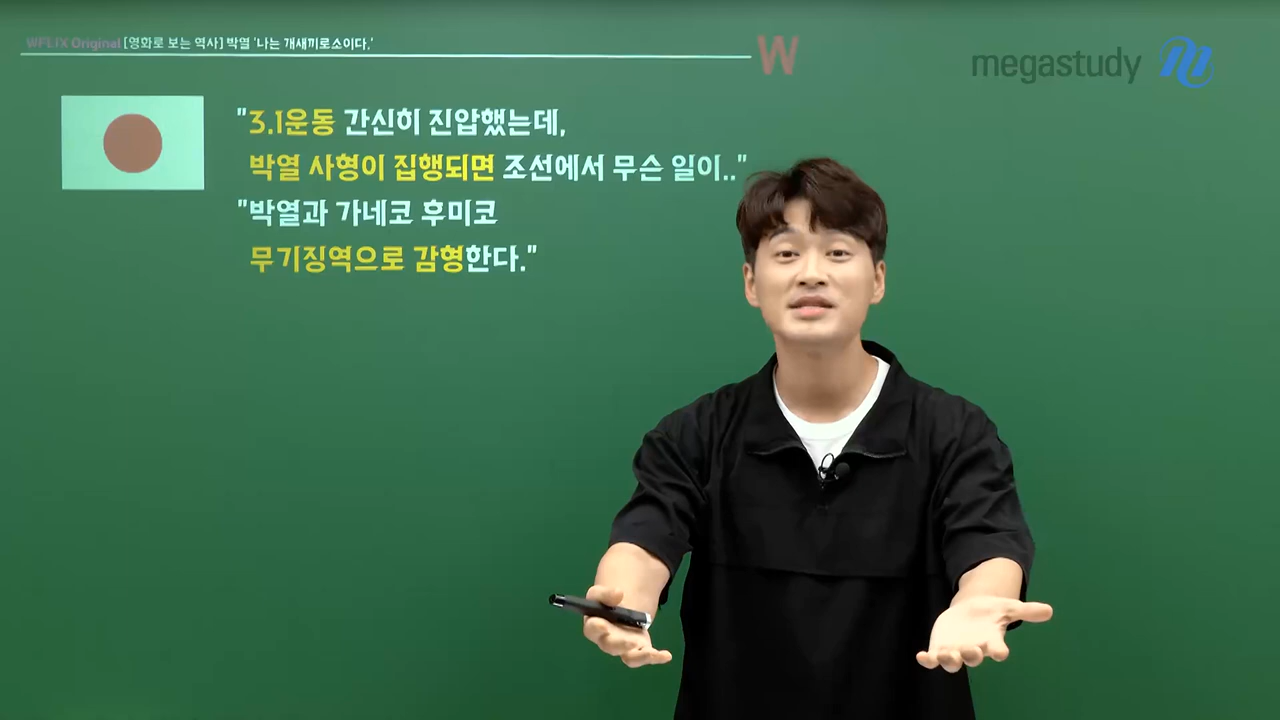 WFLIX Original [영화로 보는 역사] 박열 '나는 개새끼로소이다.'
W
megastudy
"3.1운동 간신히 진압했는데,
박열 사형이 집행되면 조선에서 무슨 일이.."
"박열과 가네코 후미코
무기징역으로 감형한다."